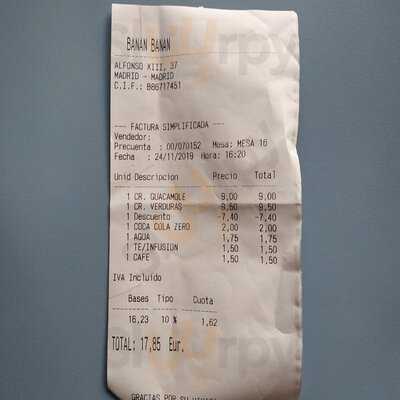 BANAN BANAN
ALFONSO XIII, 37
MADRID - MADRID
C.I.F.: B86717451
--- FACTURA SIMPLIFICADA ---
Vendedor:
Precuenta : 00/070152 Mesa: MESA 16
Fecha : 24/11/2019 Hora: 16:20
Unid Descripcion Precio Total
1 CR. GUACAMOLE 9,00 9,00
1 CR. VERDURAS 9,50 9,50
1 Descuento -7,40 -7,40
1 COCA COLA ZERO 2,00 2,00
1 AGUA 1,75 1,75
1 TE/INFUSION 1,50 1,50
1 CAFE 1,50 1,50
IVA Incluido
Bases Tipo Cuota
16,23 10 % 1,62
TOTAL: 17,85 Eur.
GRACIAS POR SU VISITA